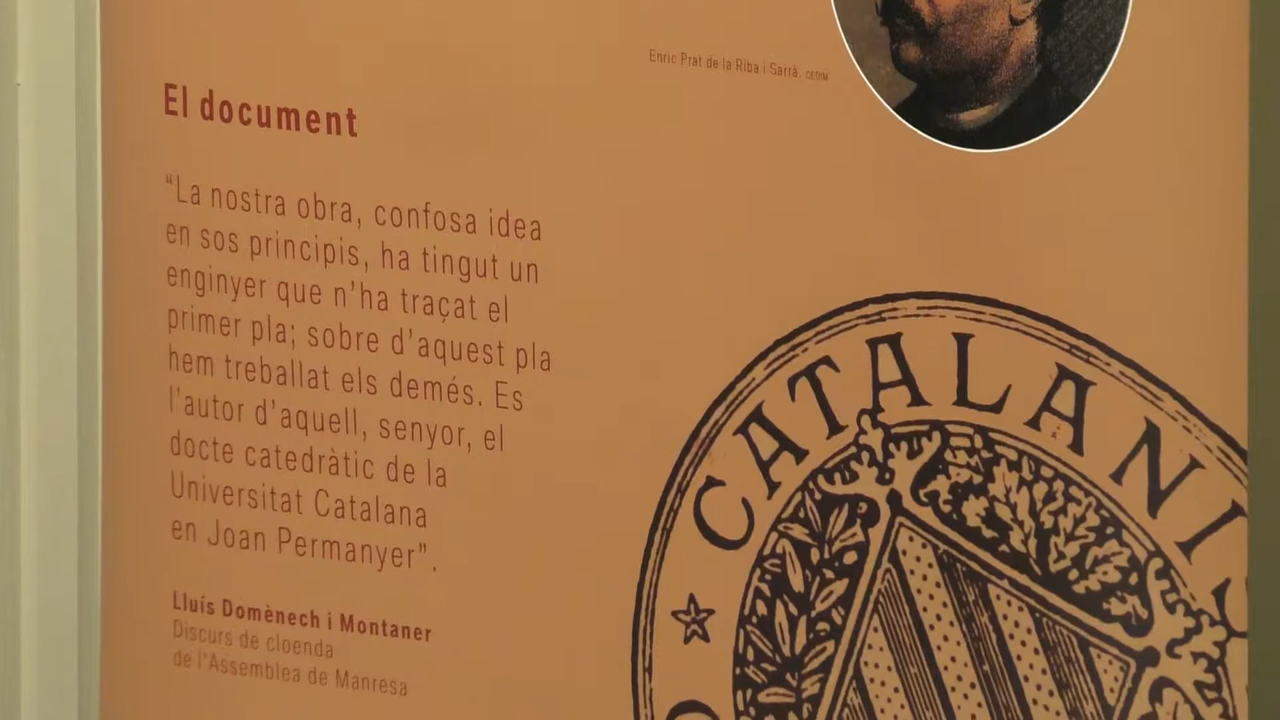 Enric Prat de la Riba i Sarrà. CEDIM
El document
“La nostra obra, confosa idea
en sos principis, ha tingut un
enginyer que n’ha traçat el
primer pla; sobre d’aquest pla
hem treballat els demés. Es
l’autor d’aquell, senyor, el
docte catedràtic de la
Universitat Catalana
en Joan Permanyer”.
Lluís Domènech i Montaner
Discurs de cloenda
de l’Assemblea de Manresa
CATALANI